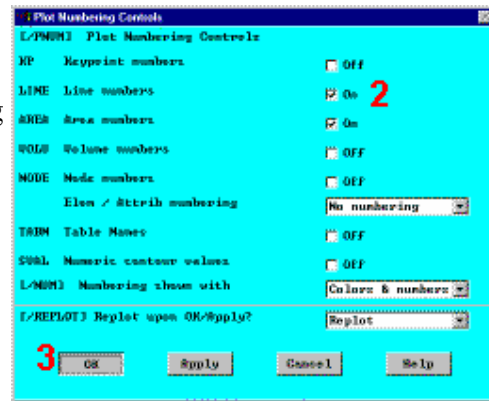 Plot Numbering Controls
[/PNUM] Plot Numbering Controls
KP Keypoint numbers Off
LINE Line numbers On 2
AREA Area numbers On
VOLU Volume numbers Off
NODE Node numbers Off
Elem / Attrib numbering No numbering
TABN Table Names Off
SVAL Numeric contour values Off
[/NUM] Numbering shown with Colors & numbers
[/REPLOT] Replot upon OK/Apply? Replot
3 OK Apply Cancel Help
g